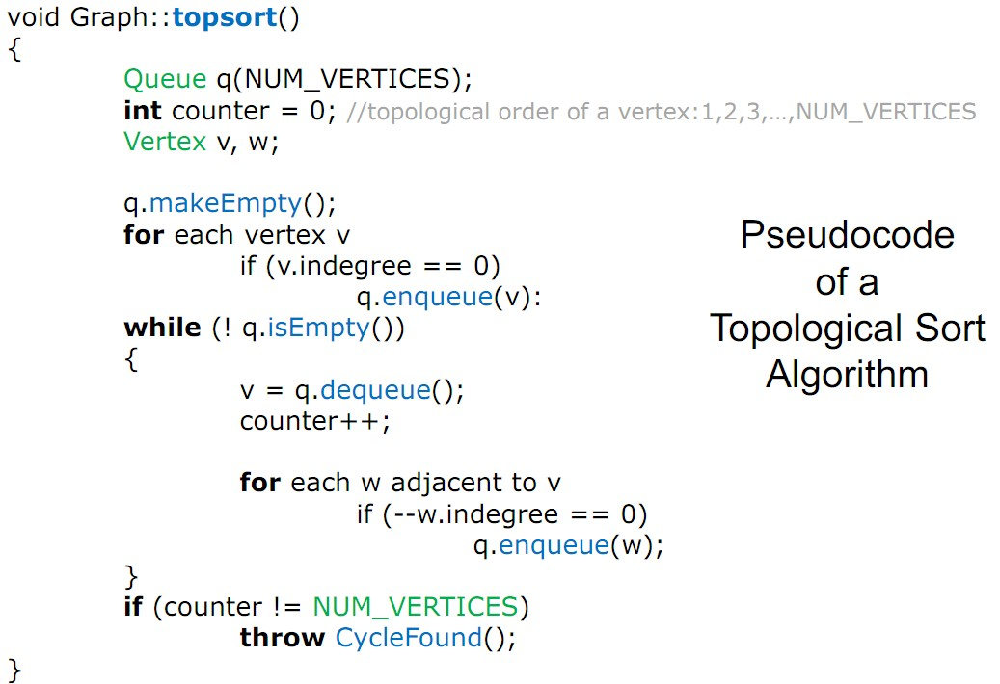 void Graph::topsort()
{
Queue q(NUM_VERTICES);
int counter = 0; //topological order of a vertex:1,2,3,…,NUM_VERTICES
Vertex v, w;
q.makeEmpty();
for each vertex v
if (v.indegree == 0)
q.enqueue(v):
while (! q.isEmpty())
{
v = q.dequeue();
counter++;
for each w adjacent to v
if (--w.indegree == 0)
q.enqueue(w);
}
if (counter != NUM_VERTICES)
throw CycleFound();
}
Pseudocode
of a
Topological Sort
Algorithm